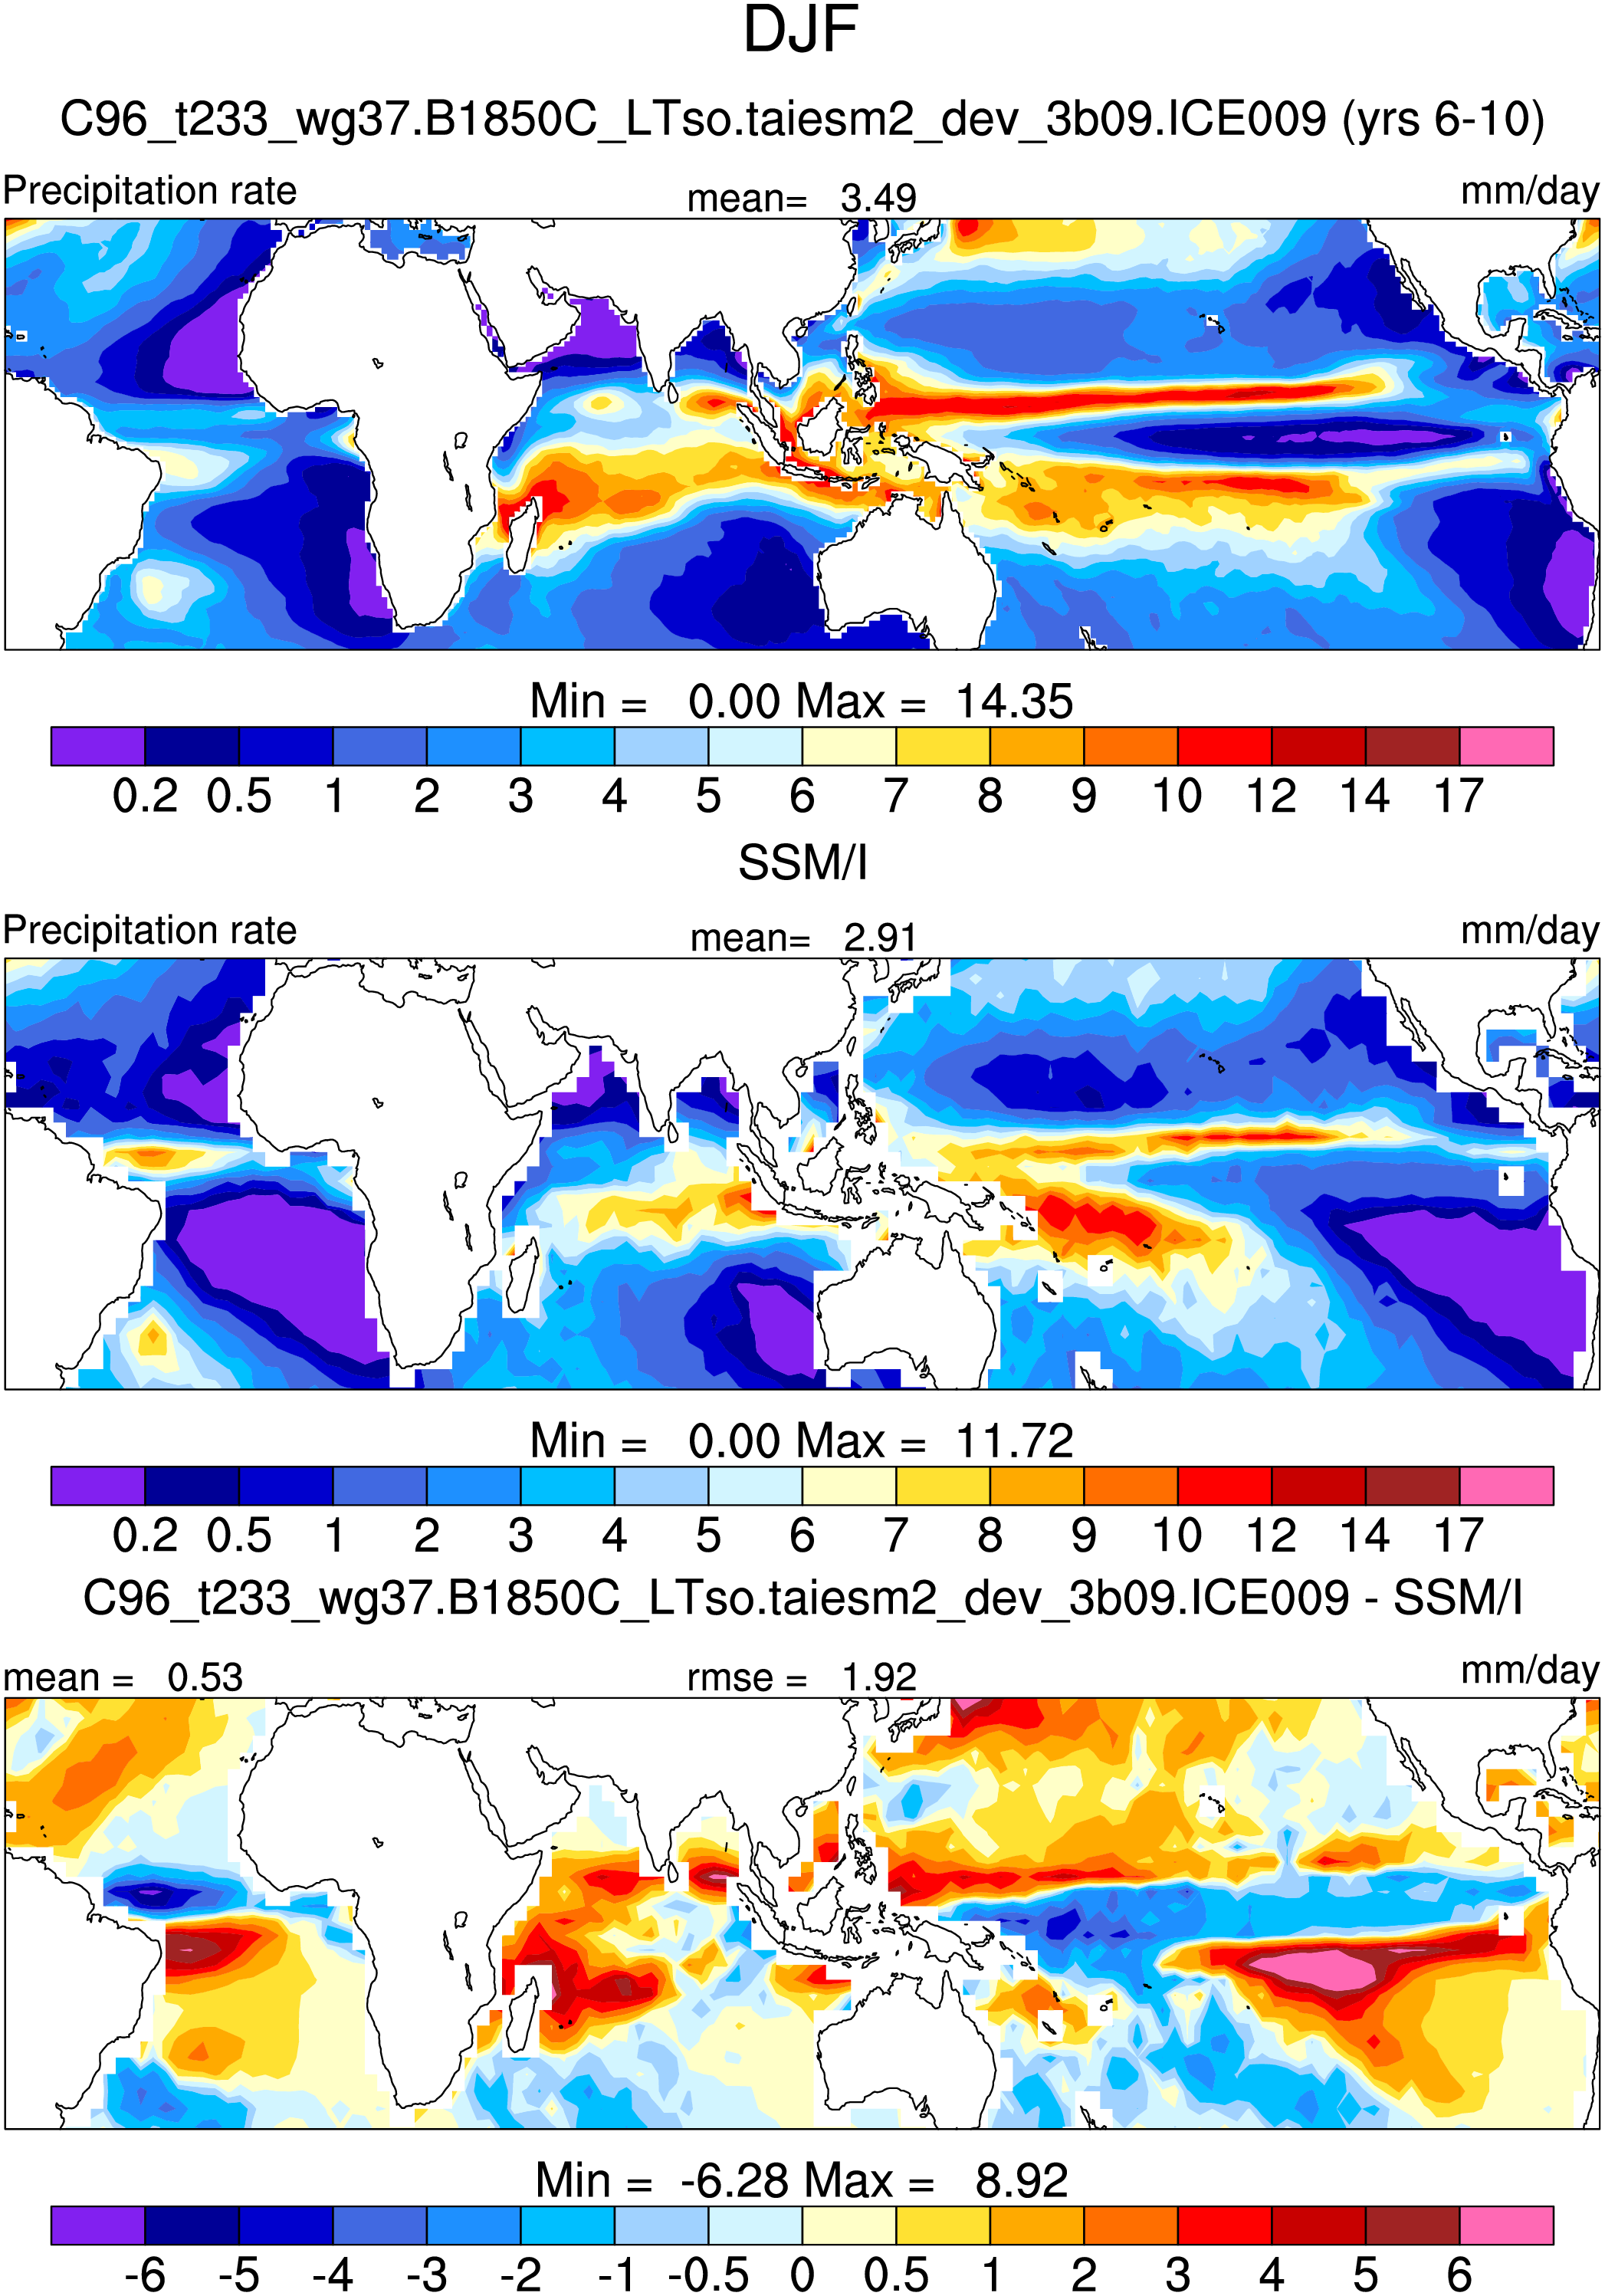 DJF
C96_t233_wg37.B1850C_LTso.taiesm2_dev_3b09.ICE009 (yrs 6-10)
Precipitation rate mean= 3.49 mm/day
Min = 0.00 Max = 14.35
0.2 0.5 1 2 3 4 5 6 7 8 9 10 12 14 17
SSM/I
Precipitation rate mean= 2.91 mm/day
Min = 0.00 Max = 11.72
0.2 0.5 1 2 3 4 5 6 7 8 9 10 12 14 17
C96_t233_wg37.B1850C_LTso.taiesm2_dev_3b09.ICE009 - SSM/I
mean = 0.53 rmse = 1.92 mm/day
Min = -6.28 Max = 8.92
-6 -5 -4 -3 -2 -1 -0.5 0 0.5 1 2 3 4 5 6